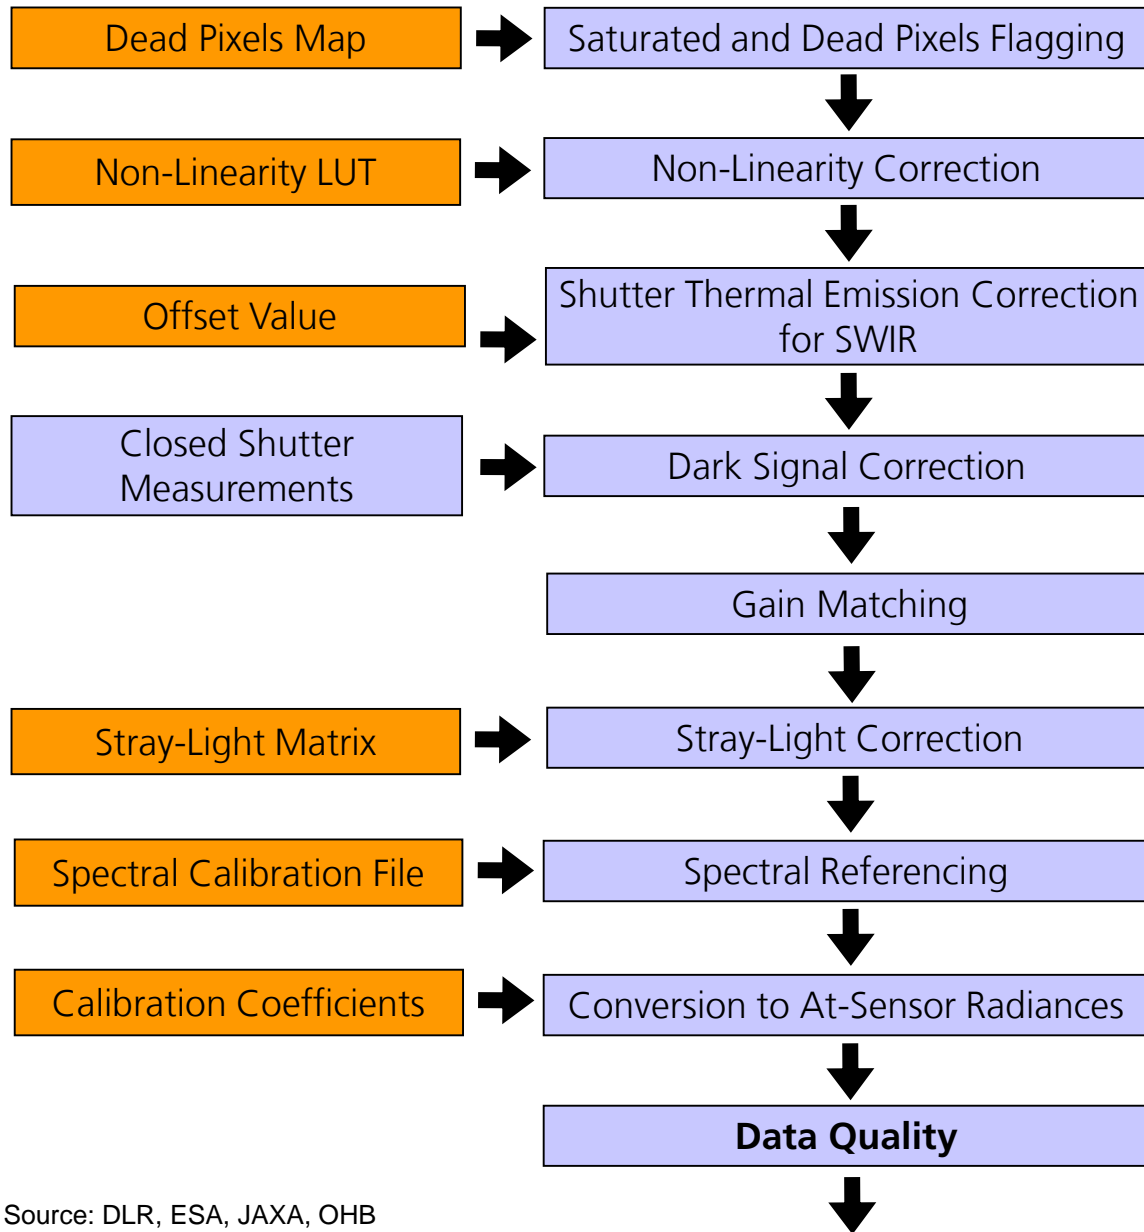 Dead Pixels Map
Saturated and Dead Pixels Flagging
Non-Linearity LUT
Non-Linearity Correction
Offset Value
Shutter Thermal Emission Correction
for SWIR
Closed Shutter
Measurements
Dark Signal Correction
Gain Matching
Stray-Light Matrix
Stray-Light Correction
Spectral Calibration File
Spectral Referencing
Calibration Coefficients
Conversion to At-Sensor Radiances
Data Quality
Source: DLR, ESA, JAXA, OHB